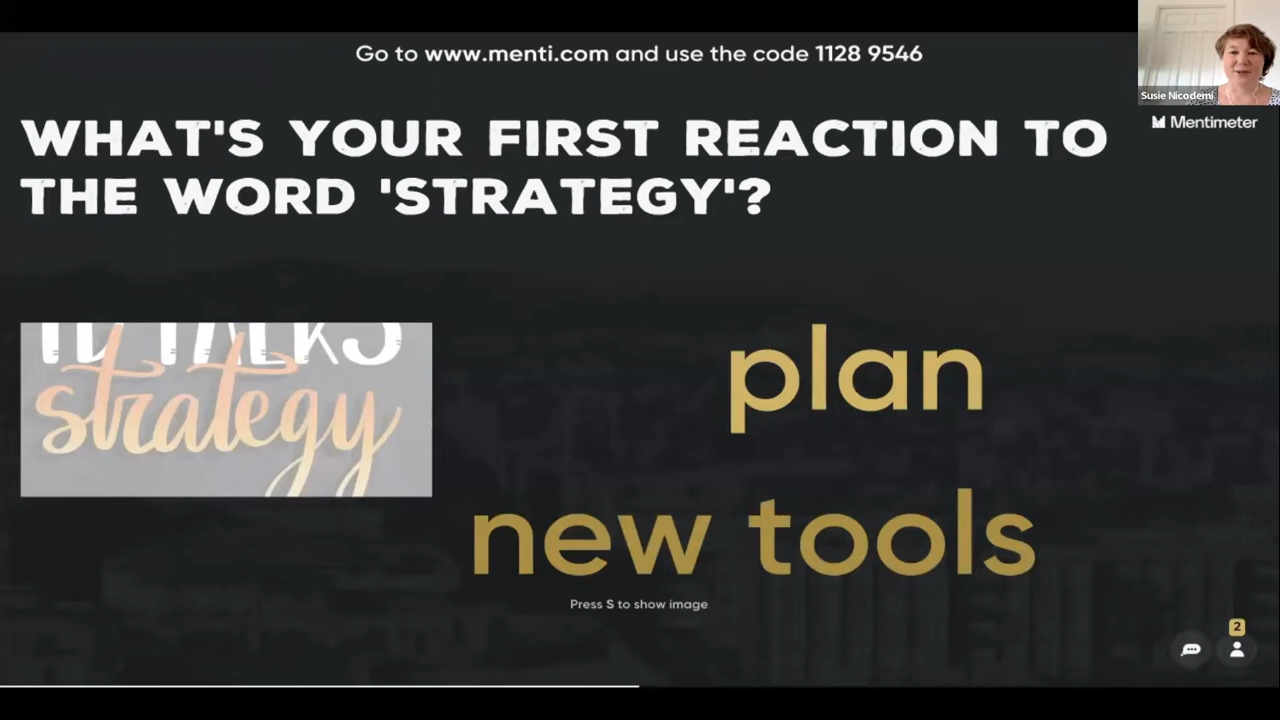 Go to www.menti.com and use the code 1128 9546
Susie Nicodemi
Mentimeter
WHAT'S YOUR FIRST REACTION TO
THE WORD 'STRATEGY'?
TALKS
strategy
plan
new tools
Press S to show image
2